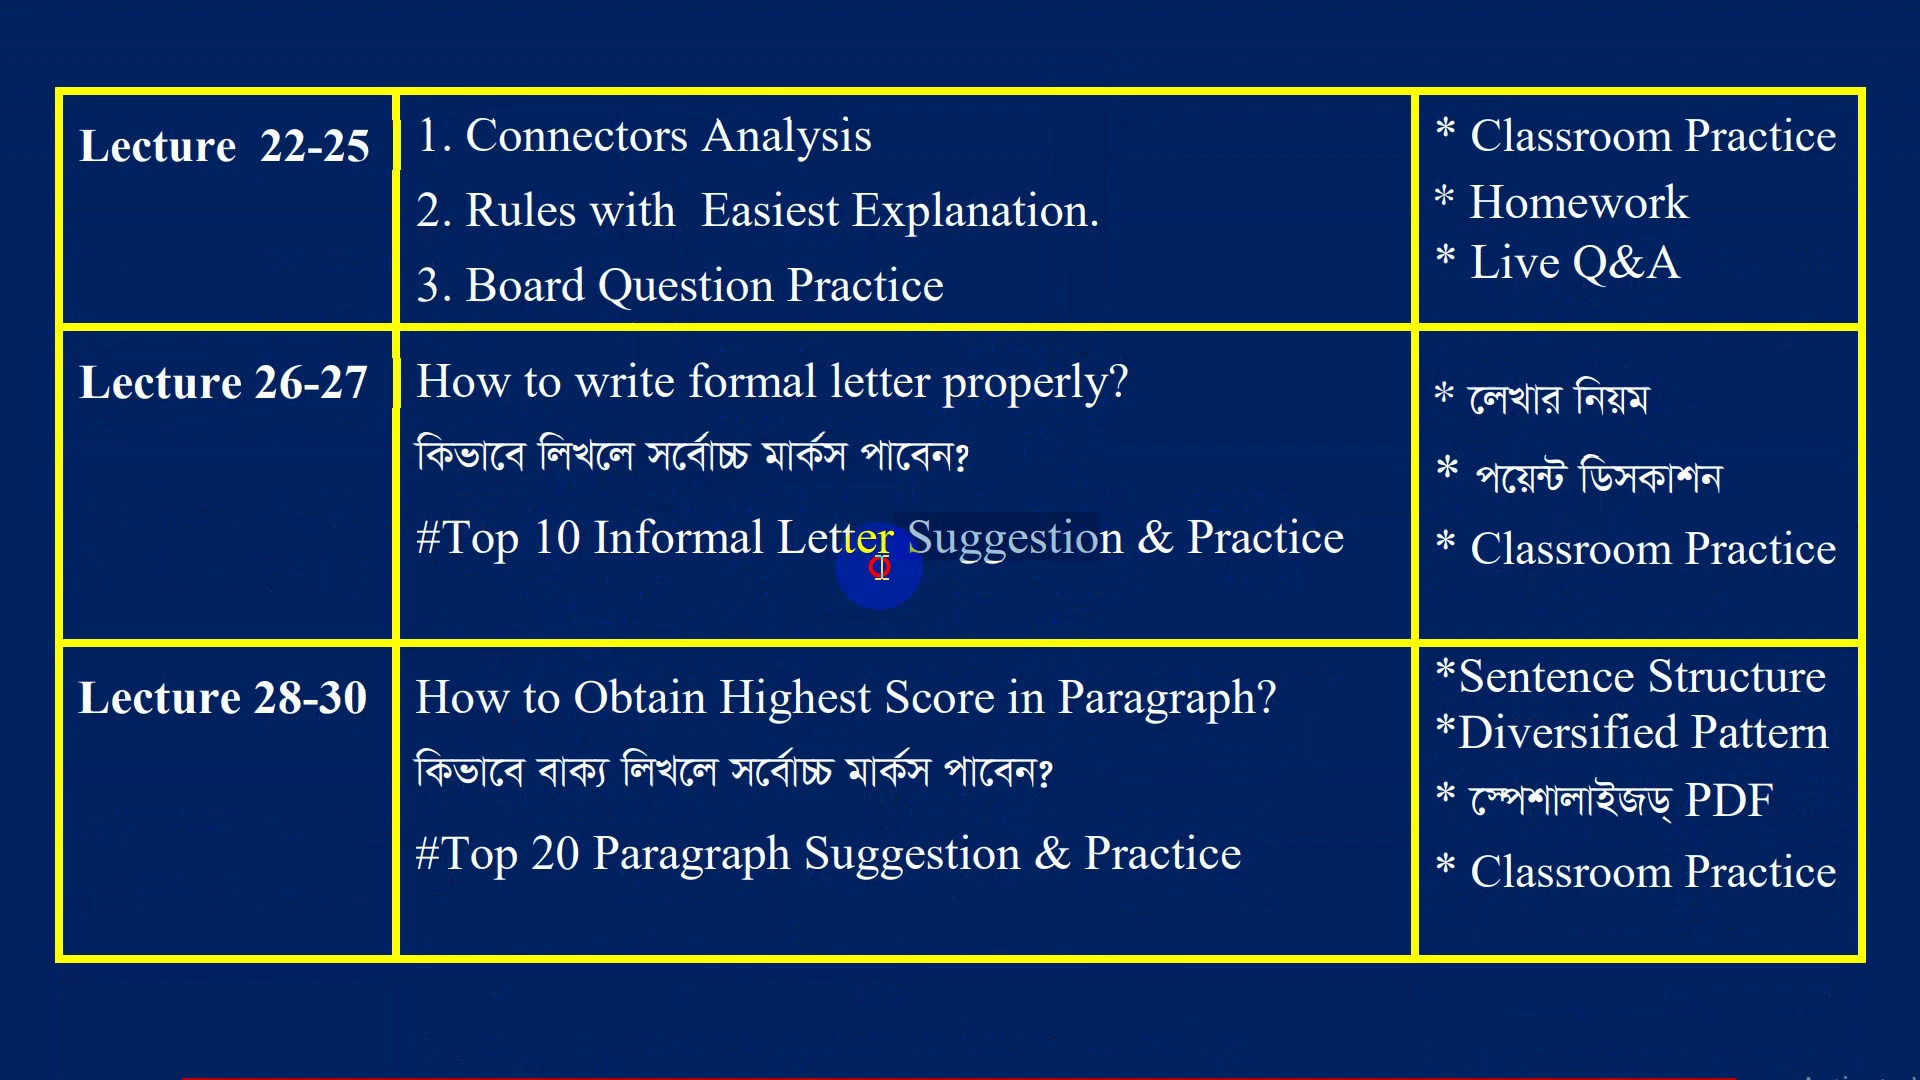 Lecture 22-25
1. Connectors Analysis
2. Rules with Easiest Explanation.
3. Board Question Practice
* Classroom Practice
* Homework
* Live Q&A
Lecture 26-27
How to write formal letter properly?
কিভাবে লিখলে সর্বোচ্চ মার্কস পাবেন?
#Top 10 Informal Letter Suggestion & Practice
* লেখার নিয়ম
* পয়েন্ট ডিসকাশন
* Classroom Practice
Lecture 28-30
How to Obtain Highest Score in Paragraph?
কিভাবে বাক্য লিখলে সর্বোচ্চ মার্কস পাবেন?
#Top 20 Paragraph Suggestion & Practice
*Sentence Structure
*Diversified Pattern
* স্পেশালাইজড্ PDF
* Classroom Practice